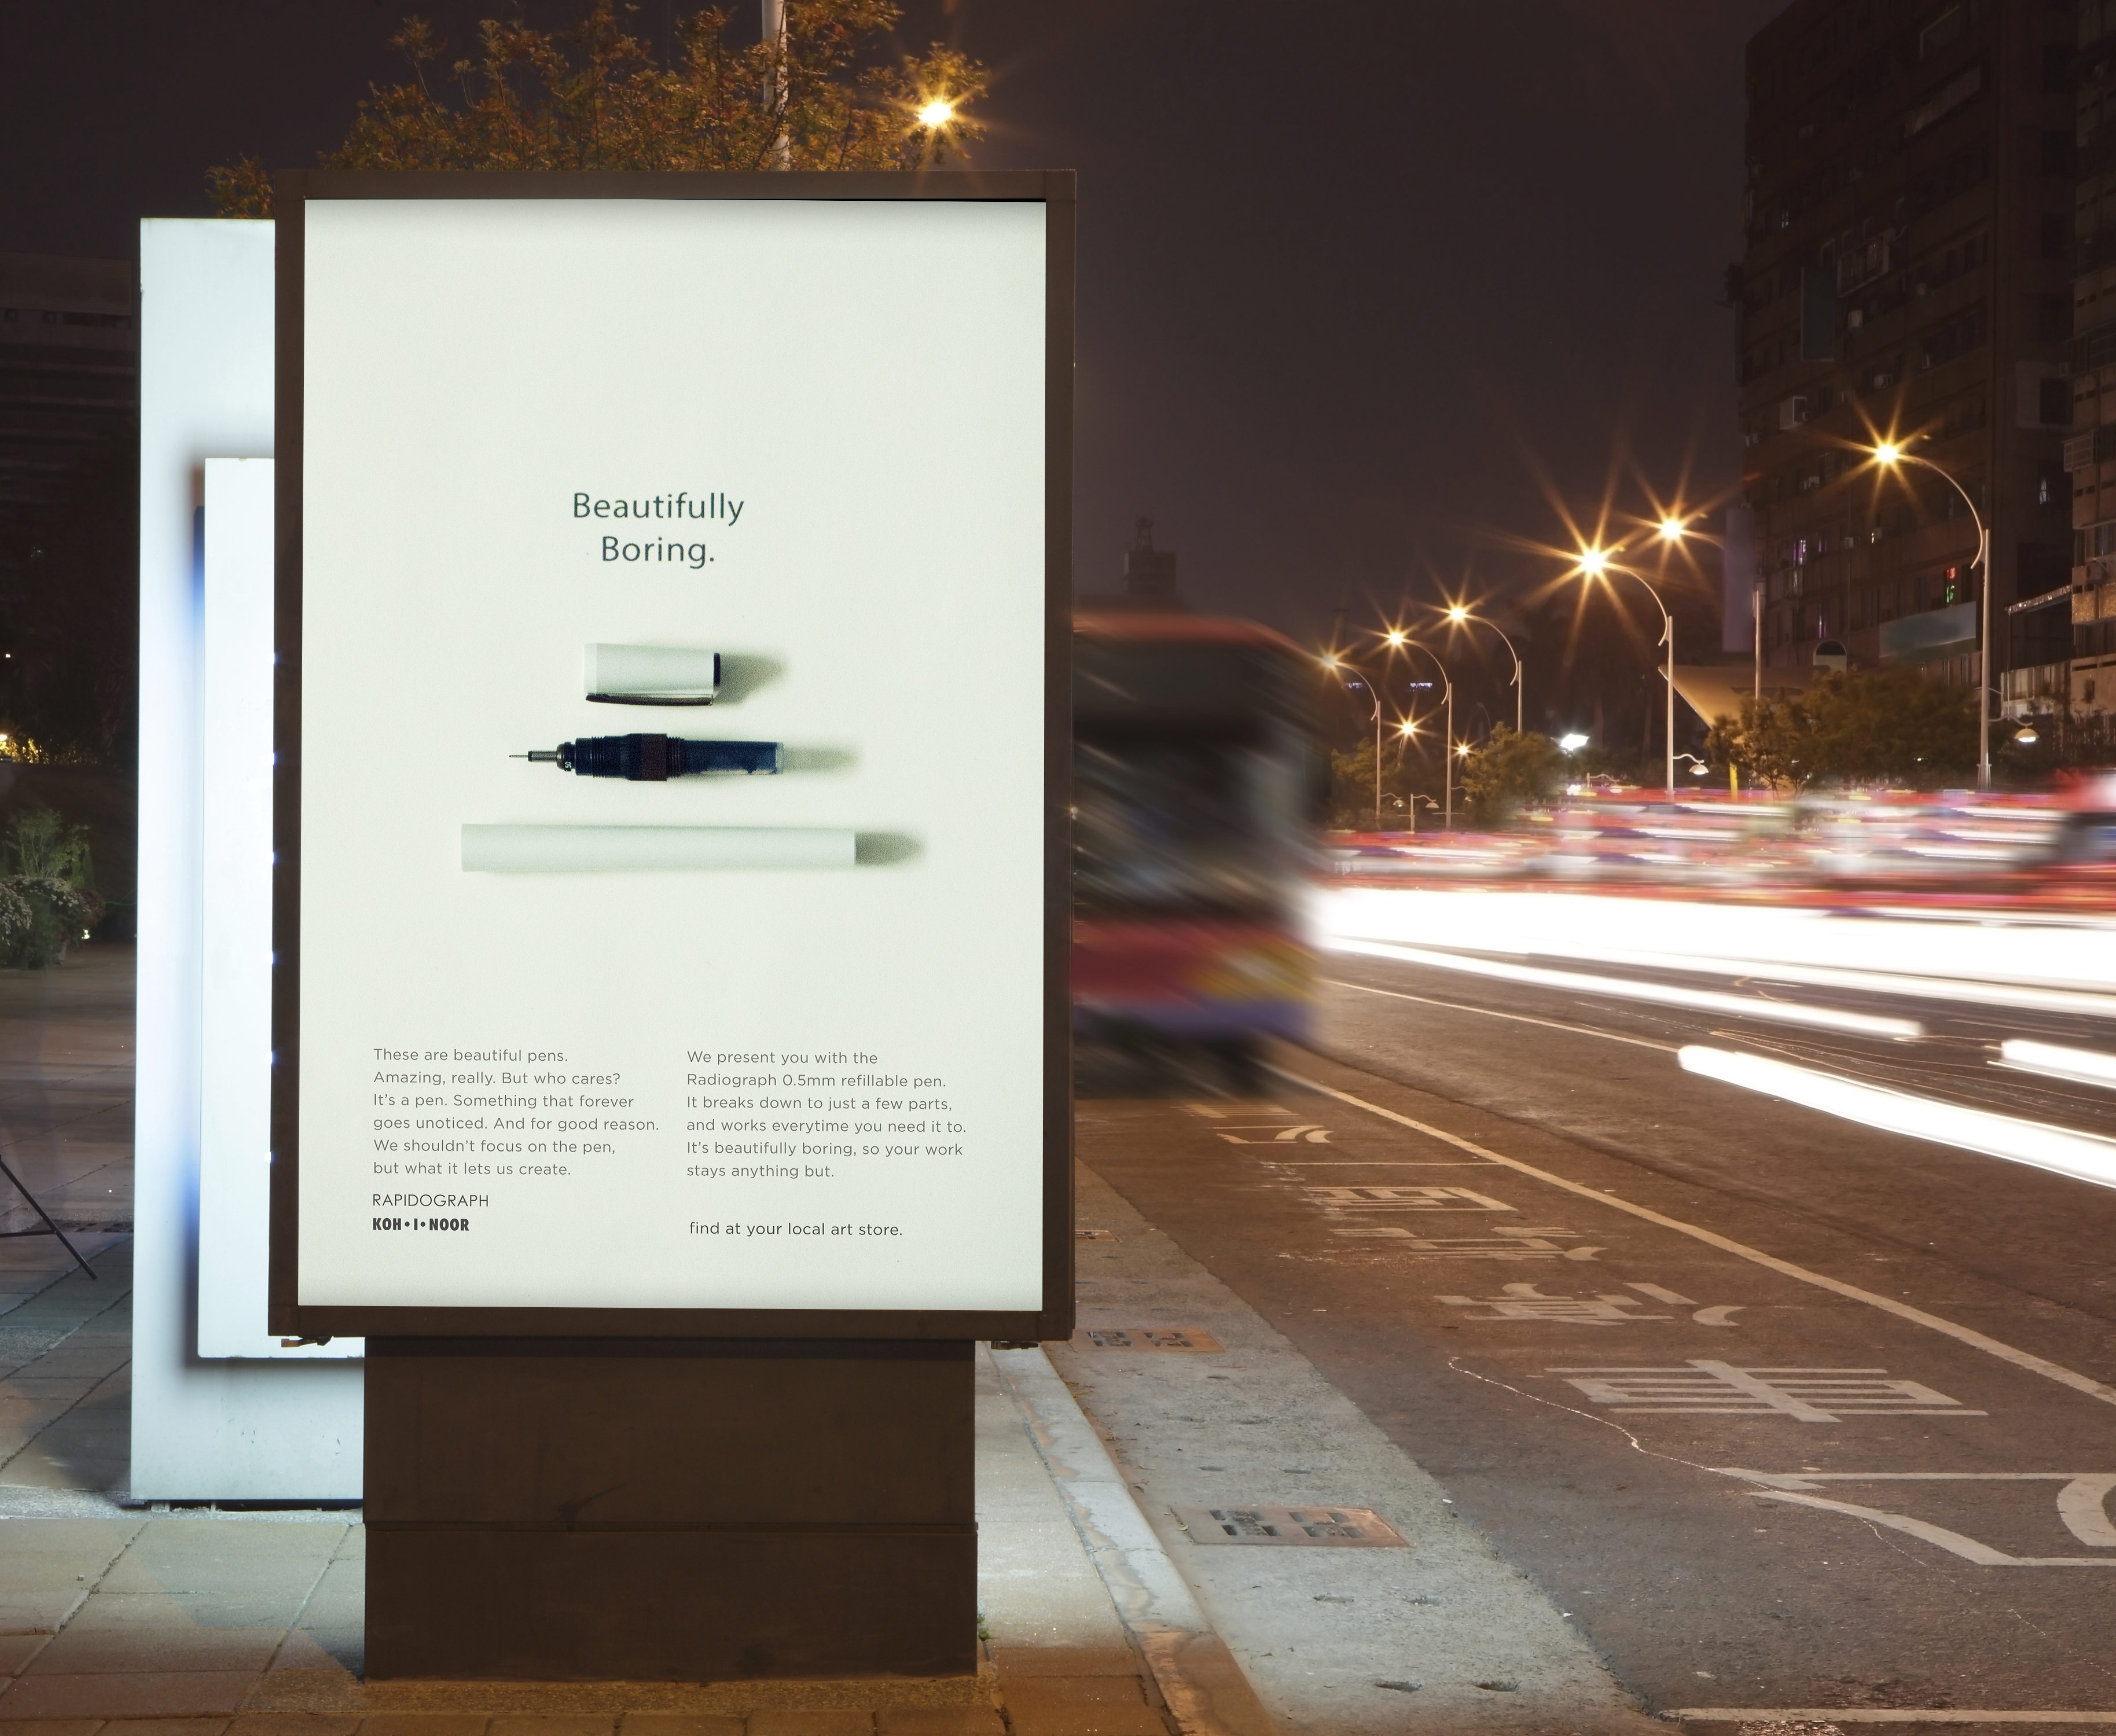 Beautifully
Boring.
These are beautiful pens.
Amazing, really. But who cares?
It's a pen. Something that forever
goes unoticed. And for good reason.
We shouldn't focus on the pen,
but what it lets us create.
RAPIDOGRAPH
KOH•I•NOOR
We present you with the
Radiograph 0.5mm refillable pen.
It breaks down to just a few parts,
and works everytime you need it to.
It's beautifully boring, so your work
stays anything but.
find at your local art store.